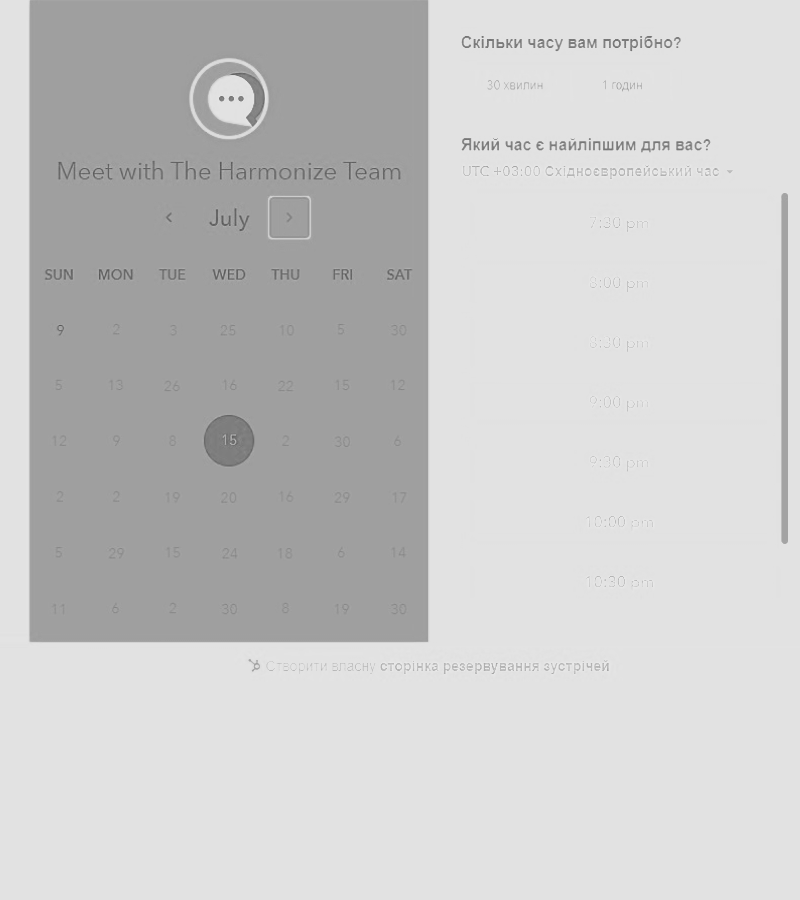 Meet with The Harmonize Team
July
SUN MON TUE WED THU FRI SAT
9 2 3 25 10 5 30
5 13 26 16 22 15 12
12 9 8 15 2 30 6
2 2 19 20 16 29 17
5 29 15 24 18 6 14
11 6 2 30 8 19 30
Скільки часу вам потрібно?
30 хвилин 1 годин
Який час є найліпшим для вас?
UTC +03:00 Східноєвропейський час
7:30 pm
8:00 pm
8:30 pm
9:00 pm
9:30 pm
10:00 pm
10:30 pm
Створити власну сторінка резервування зустрічей